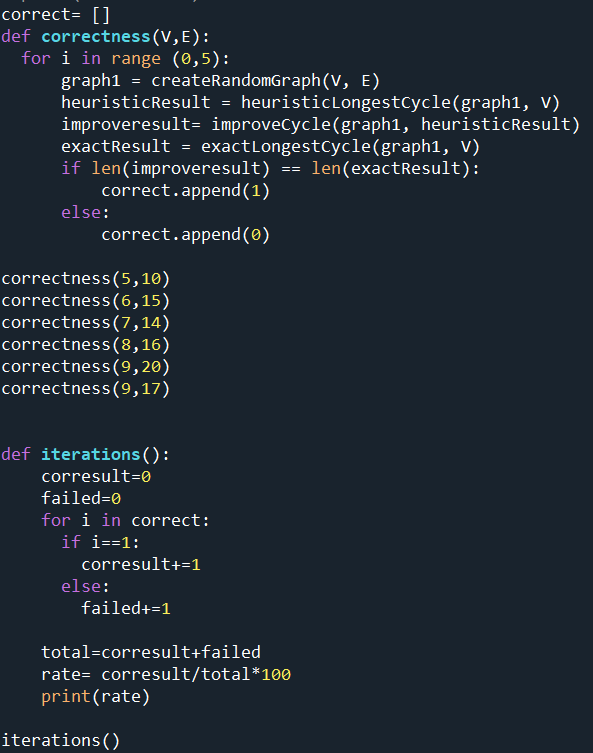 correct= []
def correctness(V,E):
  for i in range (0,5):
      graph1 = createRandomGraph(V, E)
      heuristicResult = heuristicLongestCycle(graph1, V)
      improveresult= improveCycle(graph1, heuristicResult)
      exactResult = exactLongestCycle(graph1, V)
      if len(improveresult) == len(exactResult):
          correct.append(1)
      else:
          correct.append(0)

correctness(5,10)
correctness(6,15)
correctness(7,14)
correctness(8,16)
correctness(9,20)
correctness(9,17)


def iterations():
    corresult=0
    failed=0
    for i in correct:
      if i==1:
        corresult+=1
      else:
        failed+=1

    total=corresult+failed
    rate= corresult/total*100
    print(rate)

iterations()